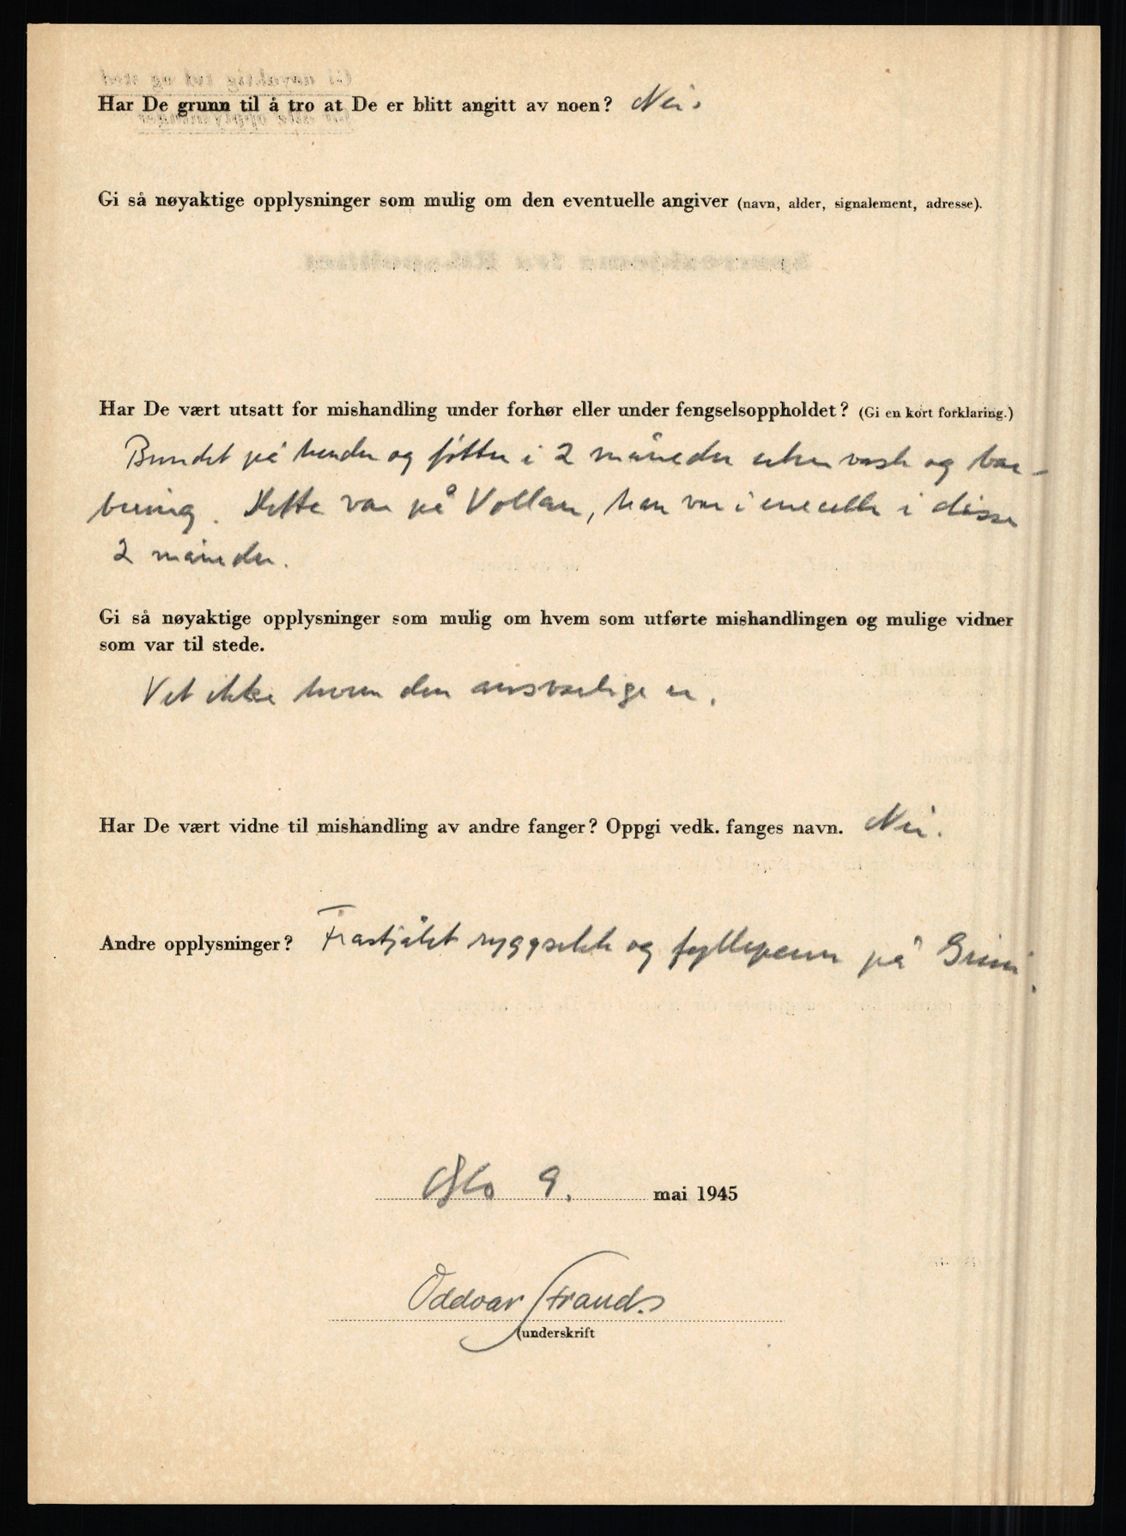 Har De grunn til å tro at De er blitt angitt av noen? Nei.
Gi så nøyaktige opplysninger som mulig om den eventuelle angiver (navn, alder, signalement, adresse).
Har De vært utsatt for mishandling under forhør eller under fengselsoppholdet? (Gi en kort forklaring.)
Bundet på hender og føtter i 2 måneder uten vask og bar-
bering. Dette var på Vollan, han var i enecelle i disse
2 måneder.
Gi så nøyaktige opplysninger som mulig om hvem som utførte mishandlingen og mulige vidner
som var til stede.
Vet ikke hvem den ansvarlige er.
Har De vært vidne til mishandling av andre fanger? Oppgi vedk. fanges navn. Nei.
Andre opplysninger? Frastjålet ryggsekk og fyllepenn på Grini.
Oslo 9. mai 1945
Oddvar Strand
(underskrift